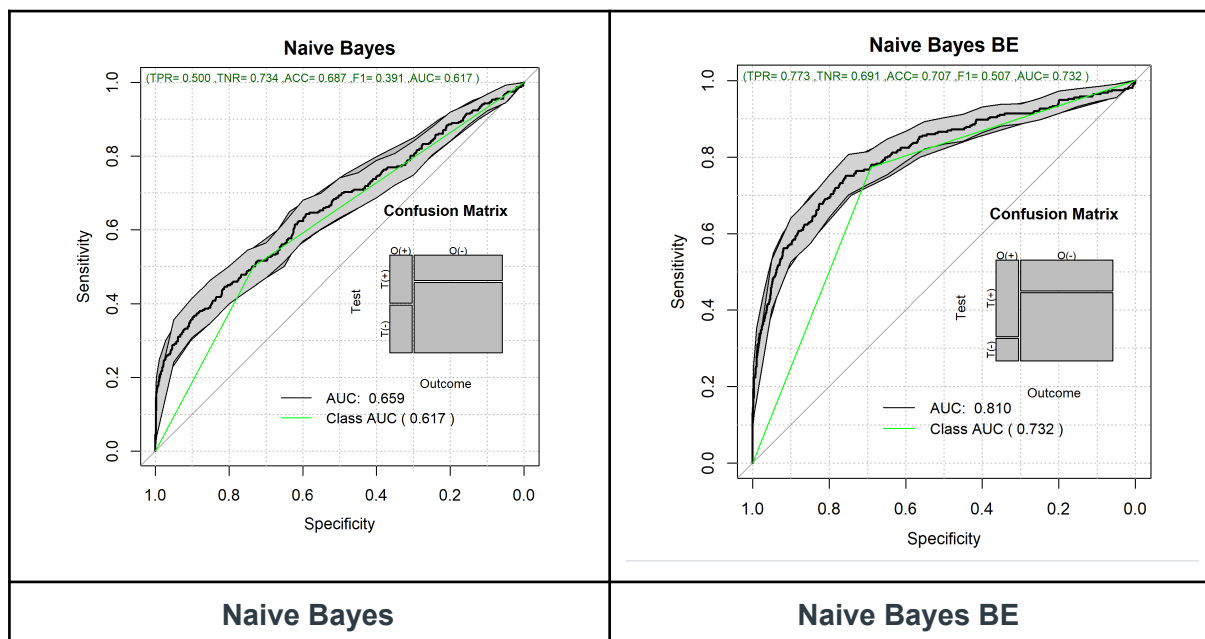 Naive Bayes
(TPR= 0.500 ,TNR= 0.734 ,ACC= 0.687 ,F1= 0.391 ,AUC= 0.617 )
1.0
0.8
0.6
0.4
0.2
0.0
Sensitivity
Confusion Matrix
O(+) O(-)
T(+)
T(-)
Test
Outcome
AUC: 0.659
Class AUC ( 0.617 )
1.0 0.8 0.6 0.4 0.2 0.0
Specificity
Naive Bayes BE
(TPR= 0.773 ,TNR= 0.691 ,ACC= 0.707 ,F1= 0.507 ,AUC= 0.732 )
1.0
0.8
0.6
0.4
0.2
0.0
Sensitivity
Confusion Matrix
O(+) O(-)
T(+)
T(-)
Test
Outcome
AUC: 0.810
Class AUC ( 0.732 )
1.0 0.8 0.6 0.4 0.2 0.0
Specificity
Naive Bayes
Naive Bayes BE